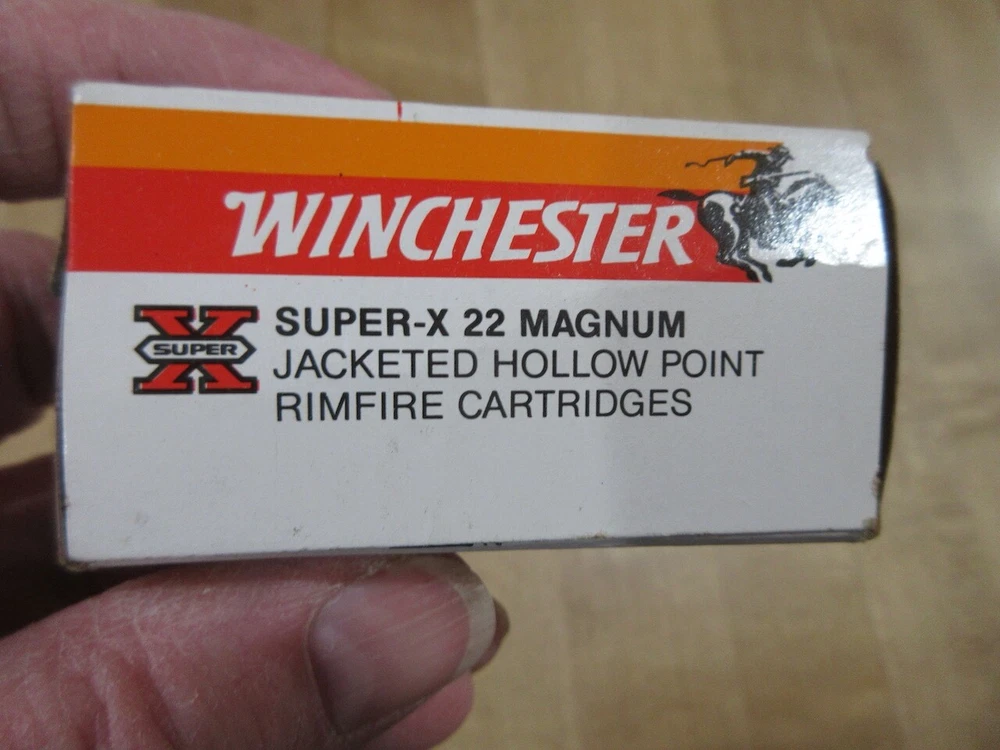 WINCHESTER
SUPER
SUPER-X 22 MAGNUM
JACKETED HOLLOW POINT
RIMFIRE CARTRIDGES